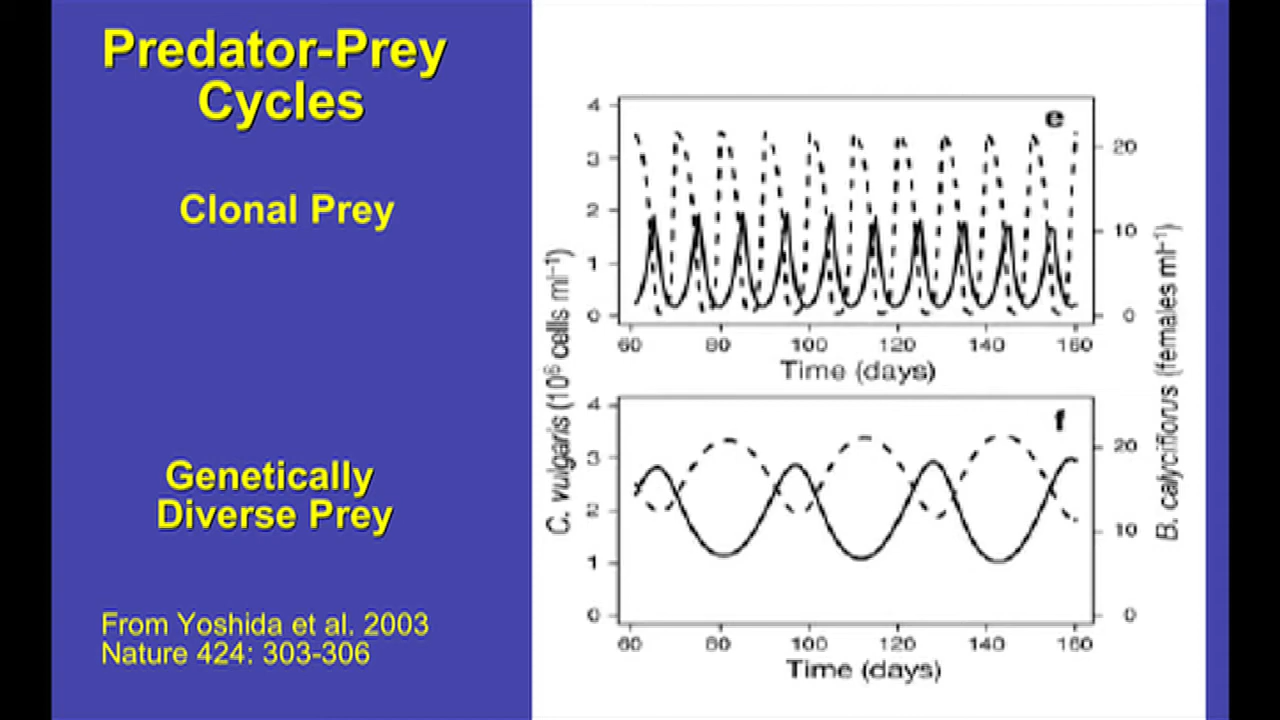 Predator-Prey
Cycles
Clonal Prey
Genetically
Diverse Prey
From Yoshida et al. 2003
Nature 424: 303-306
C. vulgaris (10⁶ cells ml⁻¹)
e
4
3
2
1
0
20
10
0
60 80 100 120 140 160
Time (days)
f
4
3
2
1
0
20
10
0
60 80 100 120 140 160
Time (days)
B. calyciflorus (females ml⁻¹)